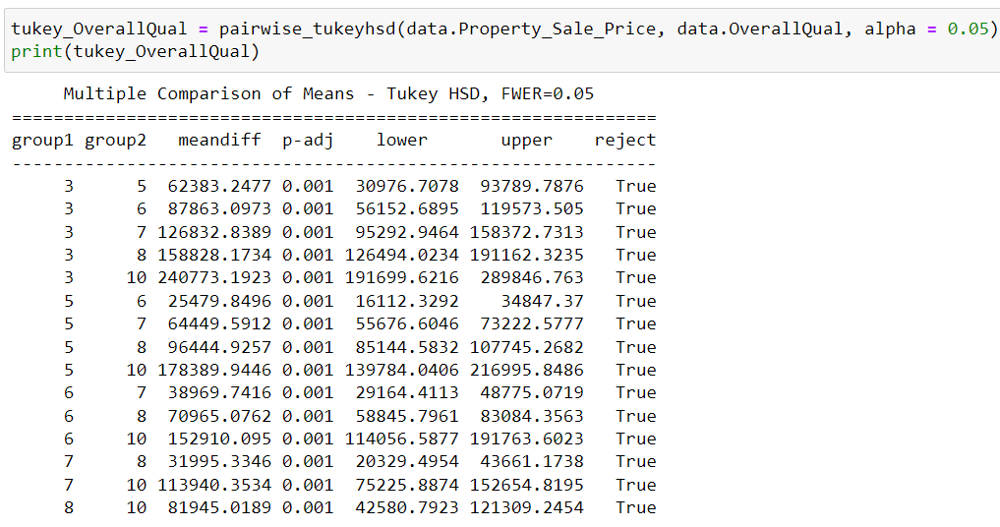 tukey_OverallQual = pairwise_tukeyhsd(data.Property_Sale_Price, data.OverallQual, alpha = 0.05)
print(tukey_OverallQual)
Multiple Comparison of Means - Tukey HSD, FWER=0.05
==============================================================
group1 group2 meandiff p-adj lower upper reject
--------------------------------------------------------------
3 5 62383.2477 0.001 30976.7078 93789.7876 True
3 6 87863.0973 0.001 56152.6895 119573.505 True
3 7 126832.8389 0.001 95292.9464 158372.7313 True
3 8 158828.1734 0.001 126494.0234 191162.3235 True
3 10 240773.1923 0.001 191699.6216 289846.763 True
5 6 25479.8496 0.001 16112.3292 34847.37 True
5 7 64449.5912 0.001 55676.6046 73222.5777 True
5 8 96444.9257 0.001 85144.5832 107745.2682 True
5 10 178389.9446 0.001 139784.0406 216995.8486 True
6 7 38969.7416 0.001 29164.4113 48775.0719 True
6 8 70965.0762 0.001 58845.7961 83084.3563 True
6 10 152910.095 0.001 114056.5877 191763.6023 True
7 8 31995.3346 0.001 20329.4954 43661.1738 True
7 10 113940.3534 0.001 75225.8874 152654.8195 True
8 10 81945.0189 0.001 42580.7923 121309.2454 True